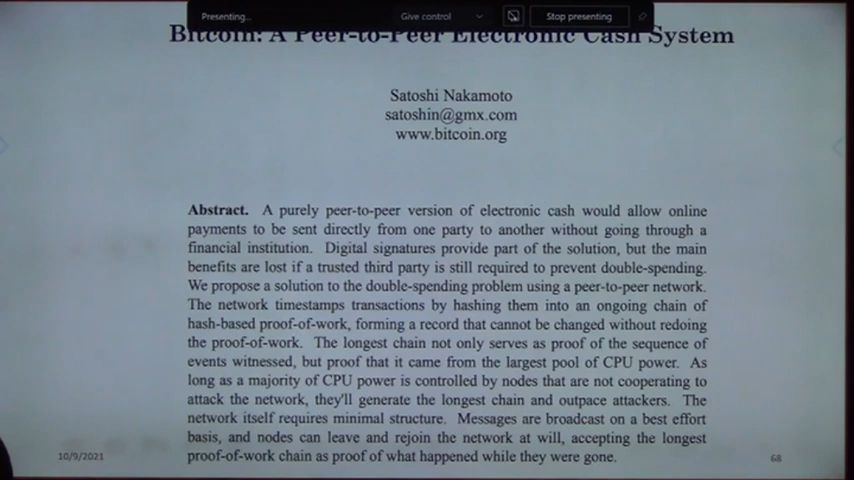 Presenting...
Give control
Stop presenting
Bitcoin: A Peer-to-Peer Electronic Cash System
Satoshi Nakamoto
satoshin@gmx.com
www.bitcoin.org
Abstract. A purely peer-to-peer version of electronic cash would allow online
payments to be sent directly from one party to another without going through a
financial institution. Digital signatures provide part of the solution, but the main
benefits are lost if a trusted third party is still required to prevent double-spending.
We propose a solution to the double-spending problem using a peer-to-peer network.
The network timestamps transactions by hashing them into an ongoing chain of
hash-based proof-of-work, forming a record that cannot be changed without redoing
the proof-of-work. The longest chain not only serves as proof of the sequence of
events witnessed, but proof that it came from the largest pool of CPU power. As
long as a majority of CPU power is controlled by nodes that are not cooperating to
attack the network, they'll generate the longest chain and outpace attackers. The
network itself requires minimal structure. Messages are broadcast on a best effort
basis, and nodes can leave and rejoin the network at will, accepting the longest
proof-of-work chain as proof of what happened while they were gone.
10/9/2021
68